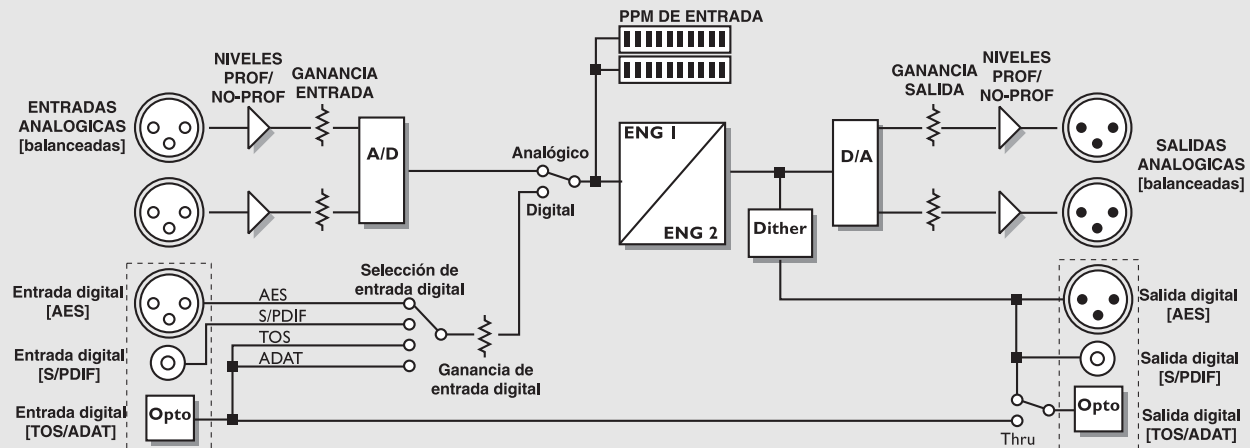 PPM DE ENTRADA
NIVELES
PROF/
NO-PROF
GANANCIA
ENTRADA
ENTRADAS
ANALOGICAS
[balanceadas]
A/D
Analógico
Digital
ENG 1
ENG 2
Dither
D/A
GANANCIA
SALIDA
NIVELES
PROF/
NO-PROF
SALIDAS
ANALOGICAS
[balanceadas]
Entrada digital
[AES]
Entrada digital
[S/PDIF]
Opto
Entrada digital
[TOS/ADAT]
AES
S/PDIF
TOS
ADAT
Selección de
entrada digital
Ganancia de
entrada digital
Salida digital
[AES]
Salida digital
[S/PDIF]
Opto
Salida digital
[TOS/ADAT]
Thru